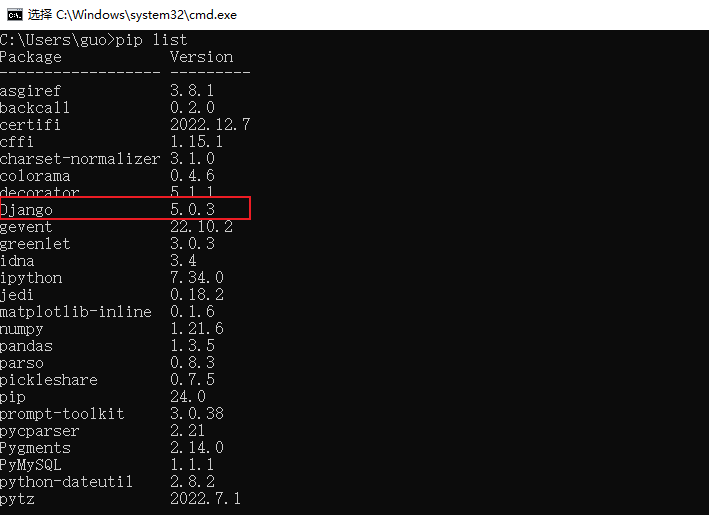 选择 C:\Windows\system32\cmd.exe
C:\Users\guo>pip list
Package Version
------------------- ---------
asgiref 3.8.1
backcall 0.2.0
certifi 2022.12.7
cffi 1.15.1
charset-normalizer 3.1.0
colorama 0.4.6
decorator 5.1.1
Django 5.0.3
gevent 22.10.2
greenlet 3.0.3
idna 3.4
ipython 7.34.0
jedi 0.18.2
matplotlib-inline 0.1.6
numpy 1.21.6
pandas 1.3.5
parso 0.8.3
pickleshare 0.7.5
pip 24.0
prompt-toolkit 3.0.38
pycparser 2.21
Pygments 2.14.0
PyMySQL 1.1.1
python-dateutil 2.8.2
pytz 2022.7.1